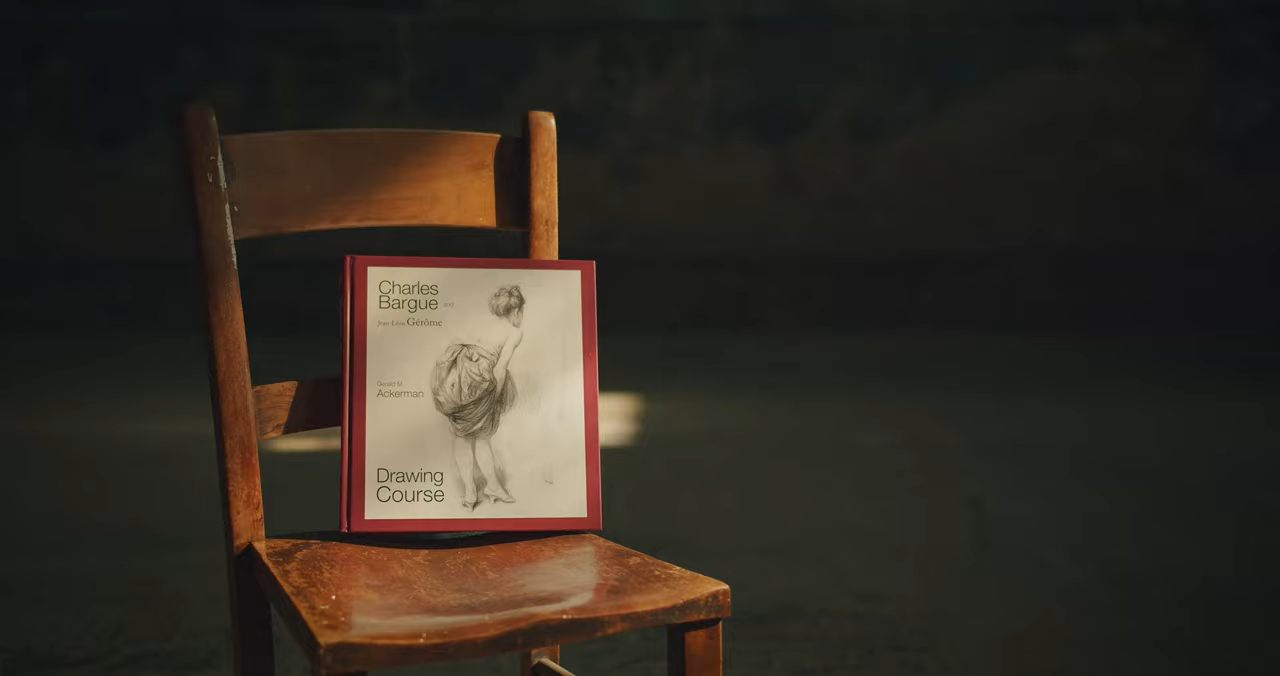 Charles
Bargue and
Jean-Léon Gérôme
Gerald M.
Ackerman
Drawing
Course